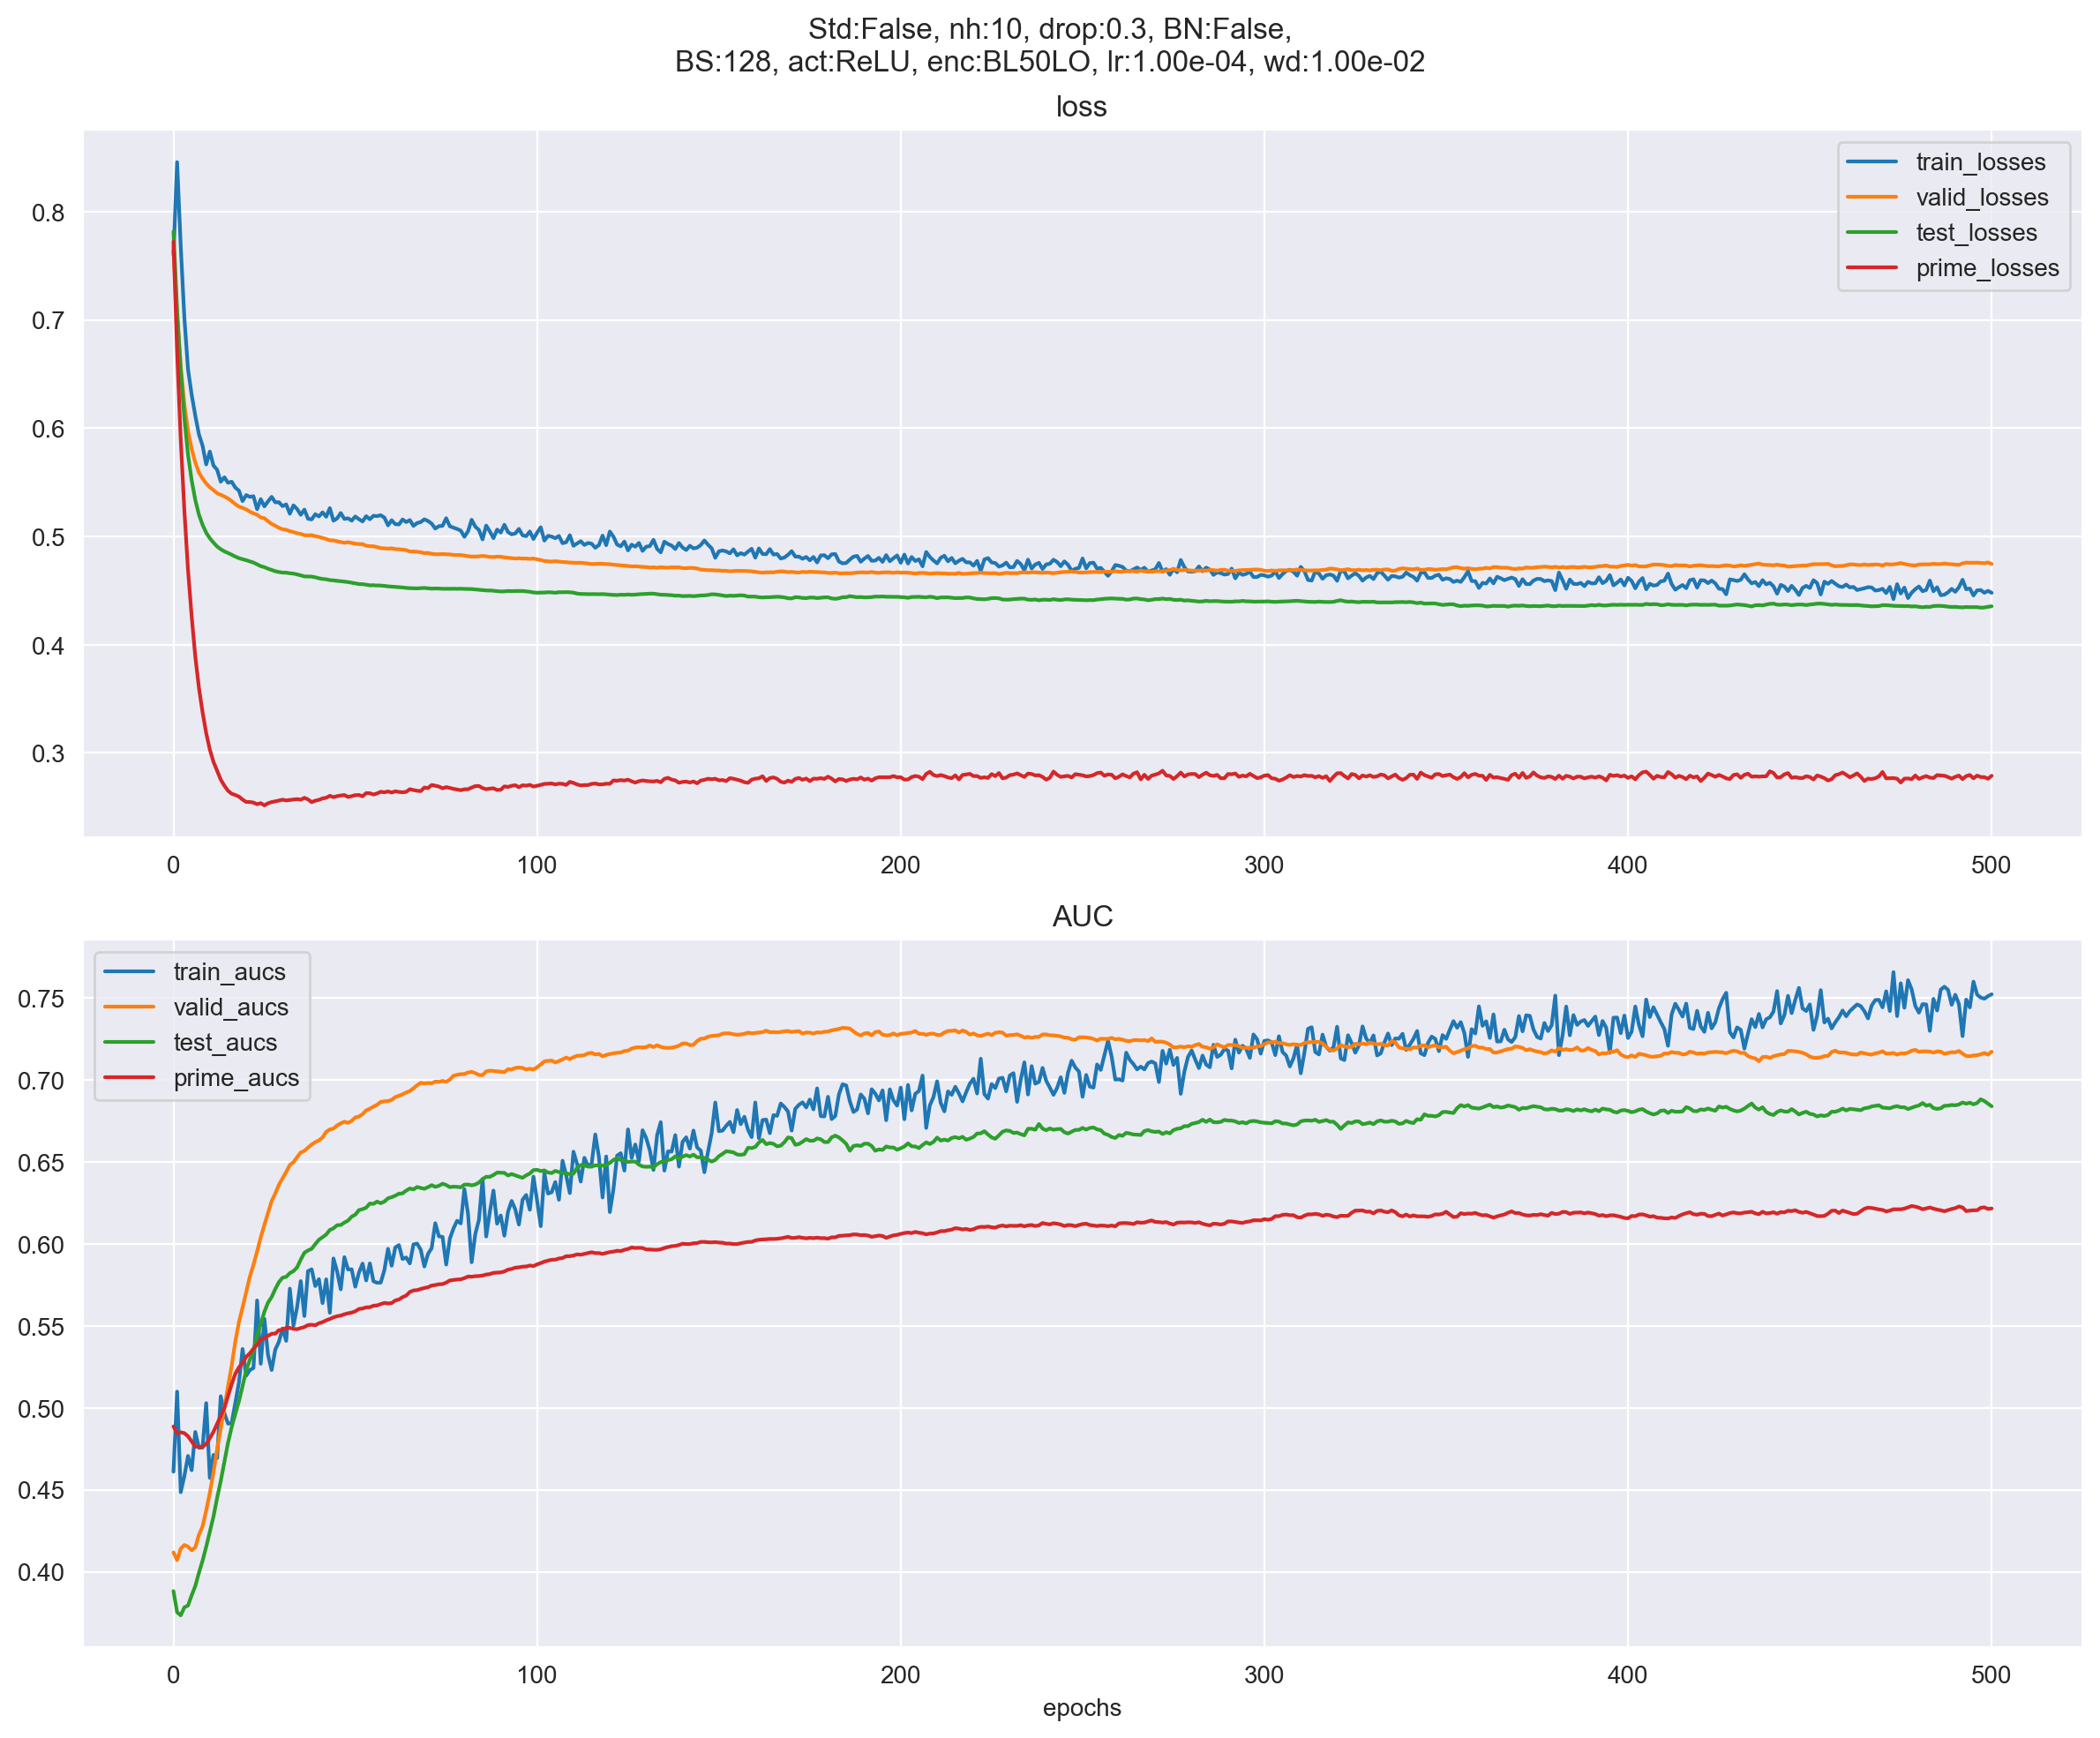 Std:False, nh:10, drop:0.3, BN:False,
BS:128, act:ReLU, enc:BL50LO, lr:1.00e-04, wd:1.00e-02
loss
train_losses
valid_losses
test_losses
prime_losses
0.8
0.7
0.6
0.5
0.4
0.3
0 100 200 300 400 500
AUC
train_aucs
valid_aucs
test_aucs
prime_aucs
0.75
0.70
0.65
0.60
0.55
0.50
0.45
0.40
0 100 200 300 400 500
epochs